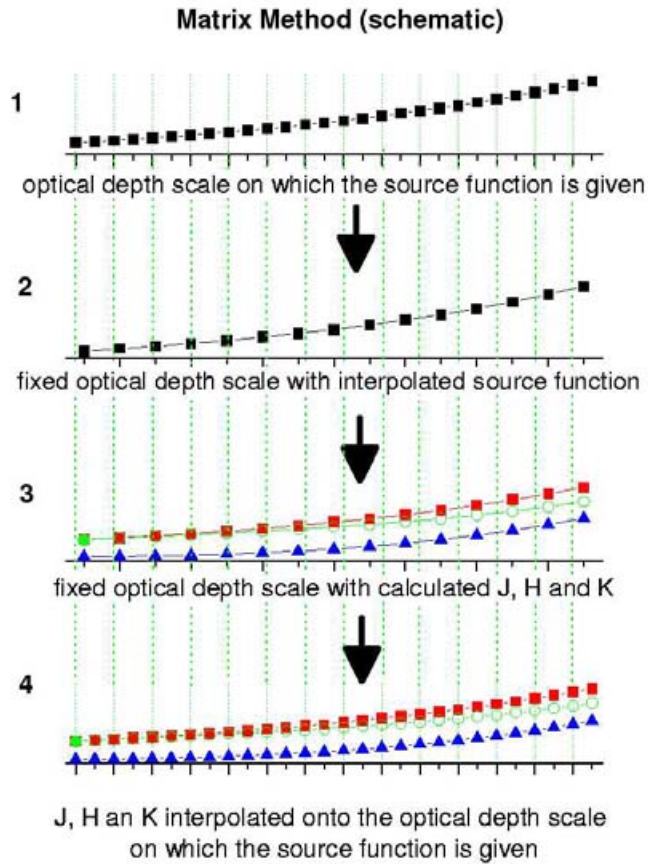 Matrix Method (schematic)
1
optical depth scale on which the source function is given
2
fixed optical depth scale with interpolated source function
3
fixed optical depth scale with calculated J, H and K
4
J, H an K interpolated onto the optical depth scale
on which the source function is given